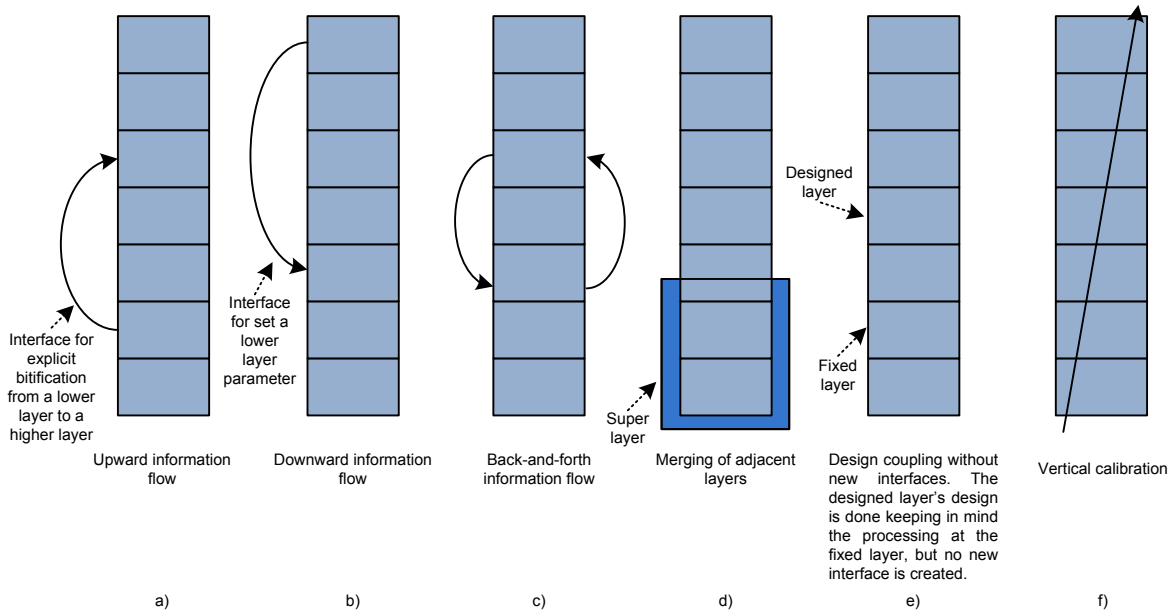 Interface for
explicit
bitification
from a lower
layer to a
higher layer
Upward information
flow
a)
Interface
for set a
lower
layer
parameter
Downward information
flow
b)
Back-and-forth
information flow
c)
Super
layer
Merging of adjacent
layers
d)
Designed
layer
Fixed
layer
Design coupling without
new interfaces. The
designed layer's design
is done keeping in mind
the processing at the
fixed layer, but no new
interface is created.
e)
Vertical calibration
f)